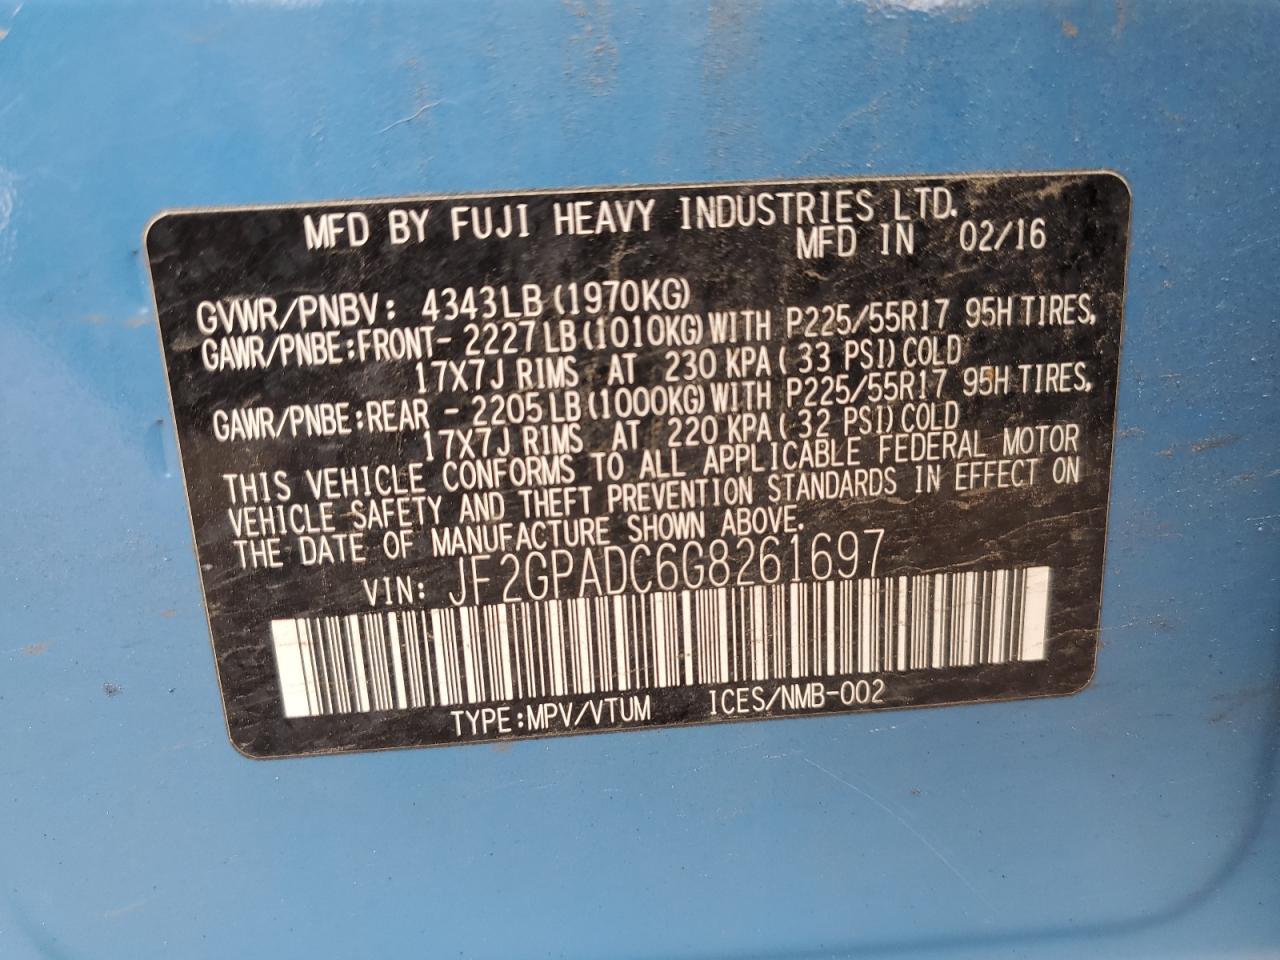 MFD BY FUJI HEAVY INDUSTRIES LTD.
MFD IN 02/16
GVWR/PNBV: 4343LB(1970KG)
GAWR/PNBE:FRONT- 2227LB(1010KG)WITH P225/55R17 95H TIRES,
17X7J RIMS AT 230 KPA( 33 PSI)COLD
GAWR/PNBE:REAR - 2205LB(1000KG)WITH P225/55R17 95H TIRES,
17X7J RIMS AT 220 KPA( 32 PSI)COLD
THIS VEHICLE CONFORMS TO ALL APPLICABLE FEDERAL MOTOR
VEHICLE SAFETY AND THEFT PREVENTION STANDARDS IN EFFECT ON
THE DATE OF MANUFACTURE SHOWN ABOVE.
VIN: JF2GPADC6G8261697
TYPE:MPV/VTUM ICES/NMB-002